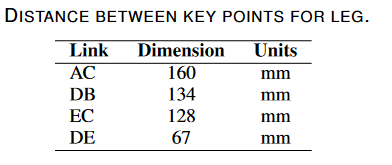 DISTANCE BETWEEN KEY POINTS FOR LEG.
Link Dimension Units
AC 160 mm
DB 134 mm
EC 128 mm
DE 67 mm